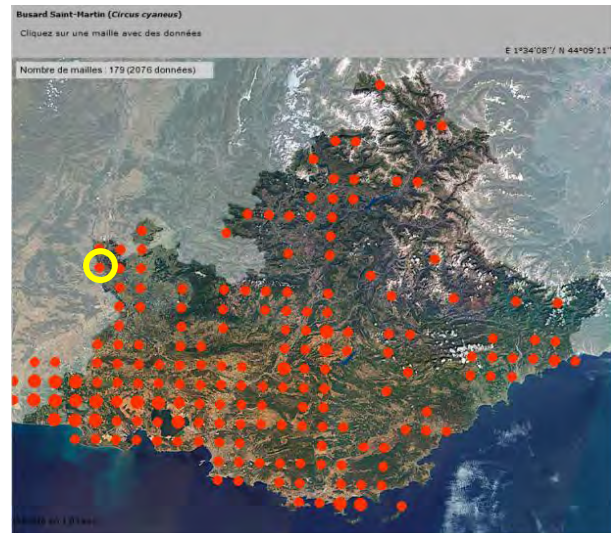 Busard Saint-Martin (Circus cyaneus)
Cliquez sur une maille avec des données
E 1°34'08''/ N 44°09'11''
Nombre de mailles : 179 (2076 données)